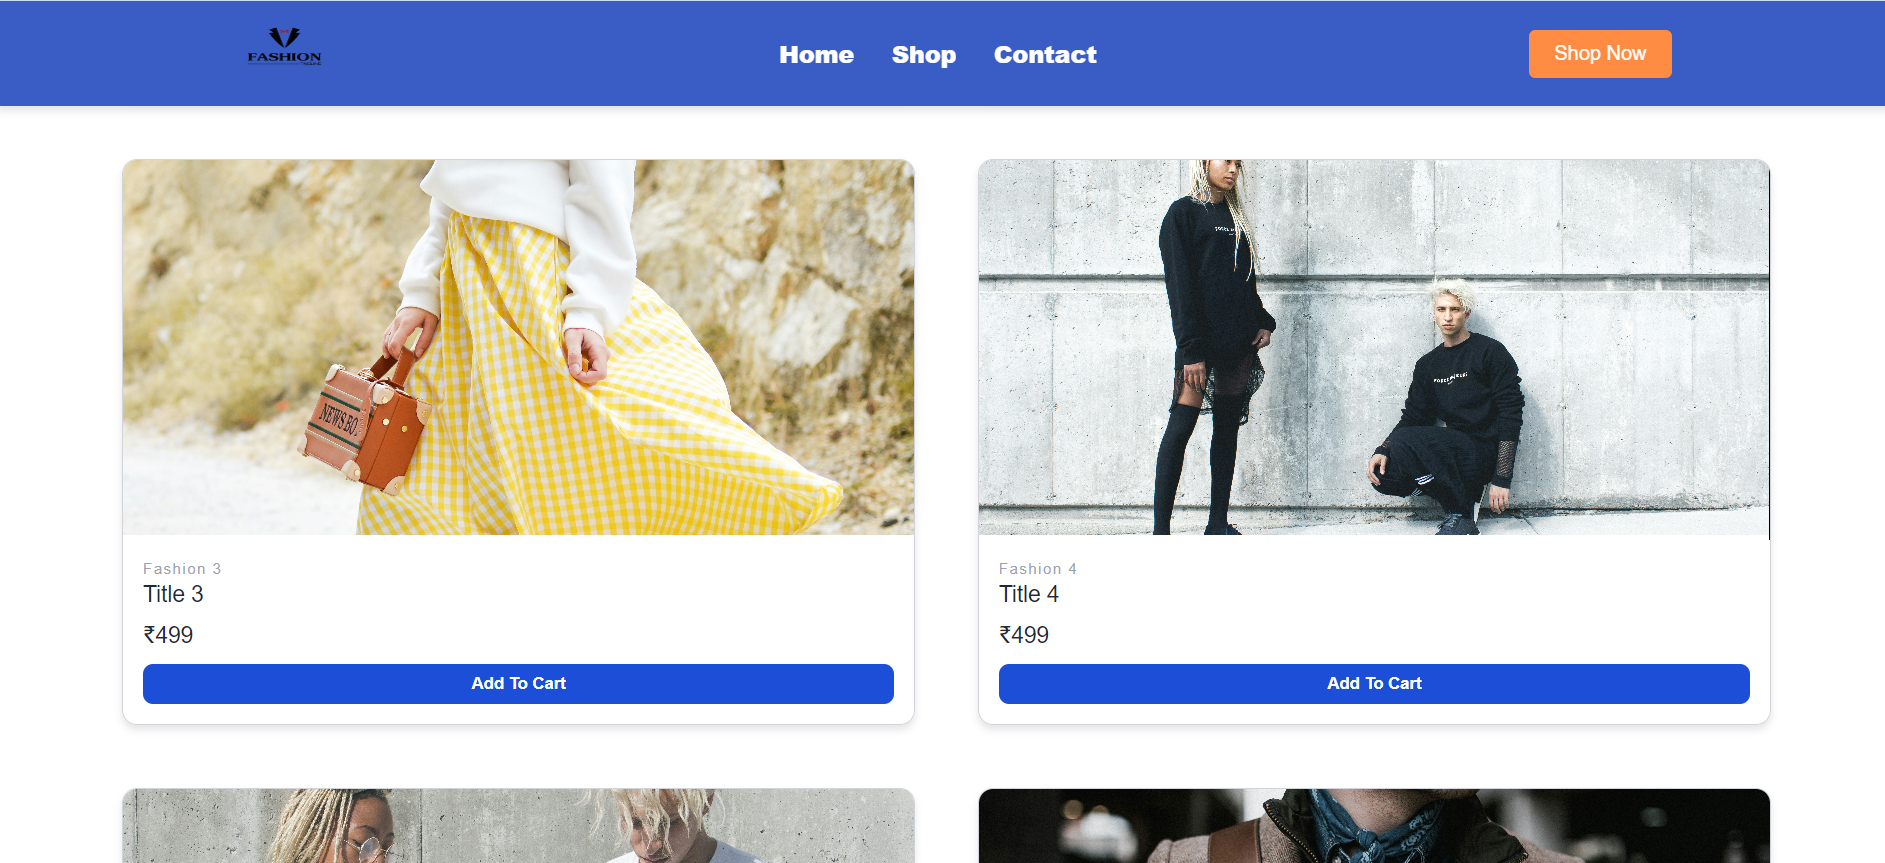 FASHION
Home Shop Contact
Shop Now
NEWS BO
Fashion 3
Title 3
₹499
Add To Cart
Fashion 4
Title 4
₹499
Add To Cart